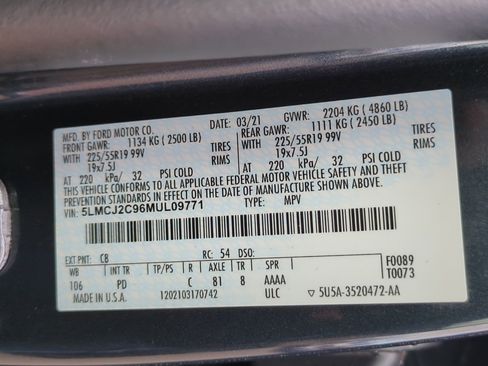 MFD. BY FORD MOTOR CO.
03/21 GVWR: 2204 KG ( 4860 LB)
FRONT GAWR: 1134 KG ( 2500 LB) REAR GAWR: 1111 KG ( 2450 LB)
WITH 225/55R19 99V TIRES WITH 225/55R19 99V TIRES
19x7.5J RIMS 19x7.5J RIMS
AT 220 kPa/ 32 PSI COLD AT 220 kPa/ 32 PSI COLD
THIS VEHICLE CONFORMS TO ALL APPLICABLE FEDERAL MOTOR VEHICLE SAFETY
STANDARDS IN EFFECT ON THE DATE OF MANUFACTURE SHOWN ABOVE.
VIN: 5LMCJ2C96MUL09771 TYPE: MPV
EXT PNT: CB RC: 54 DSO: F0089
WB INT TR TP/PS R AXLE TR SPR T0073
106 PD C 81 8 AAAA
MADE IN U.S.A. 1202103170742 ULC 5U5A-3520472-AA